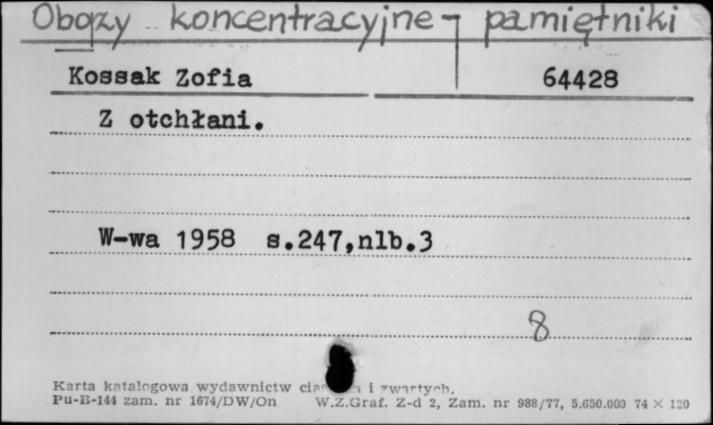 Obozy koncentracyjne - pamiętniki
Kossak Zofia 64428
Z otchłani.
W-wa 1958 s.247,nlb.3
8
Karta katalogowa wydawnictw i zwartych.
Pu-B-144 zam. nr 1674/DW/On W.Z.Graf. Z-d 2, Zam. nr 988/77, 5.650.000 74 × 120